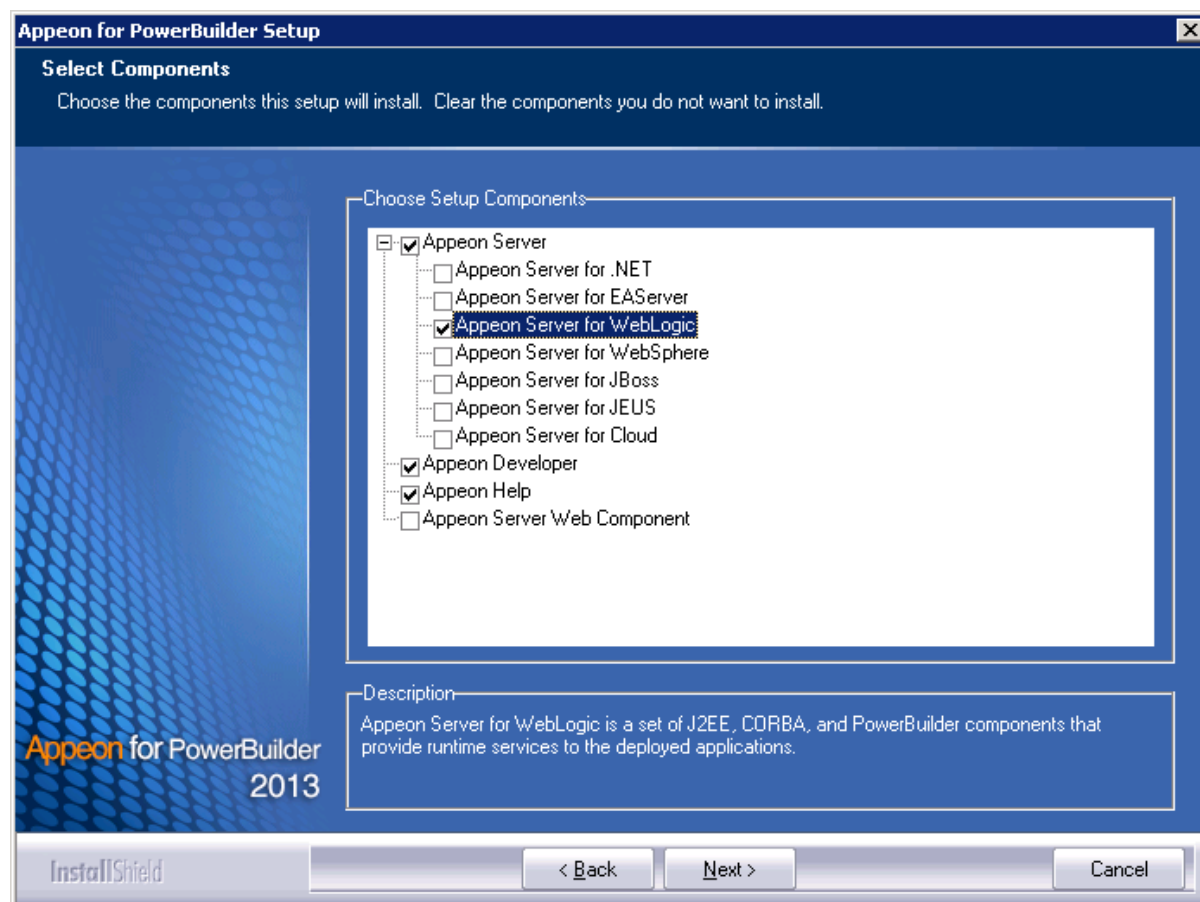 Appeon for PowerBuilder Setup
Select Components
Choose the components this setup will install.  Clear the components you do not want to install.
Choose Setup Components
Appeon Server
Appeon Server for .NET
Appeon Server for EAServer
Appeon Server for WebLogic
Appeon Server for WebSphere
Appeon Server for JBoss
Appeon Server for JEUS
Appeon Server for Cloud
Appeon Developer
Appeon Help
Appeon Server Web Component
Description
Appeon Server for WebLogic is a set of J2EE, CORBA, and PowerBuilder components that
provide runtime services to the deployed applications.
Appeon for PowerBuilder
2013
InstallShield
< Back
Next >
Cancel